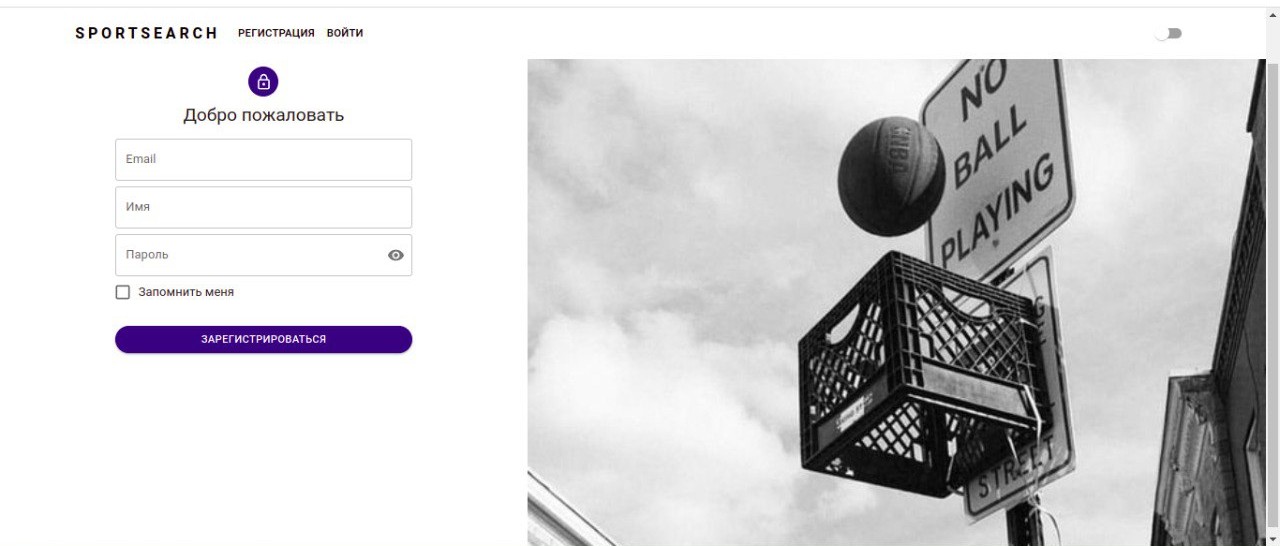 SPORTSEARCH РЕГИСТРАЦИЯ ВОЙТИ
Добро пожаловать
Email
Имя
Пароль
Запомнить меня
ЗАРЕГИСТРИРОВАТЬСЯ
NO
BALL
PLAYING
STREET